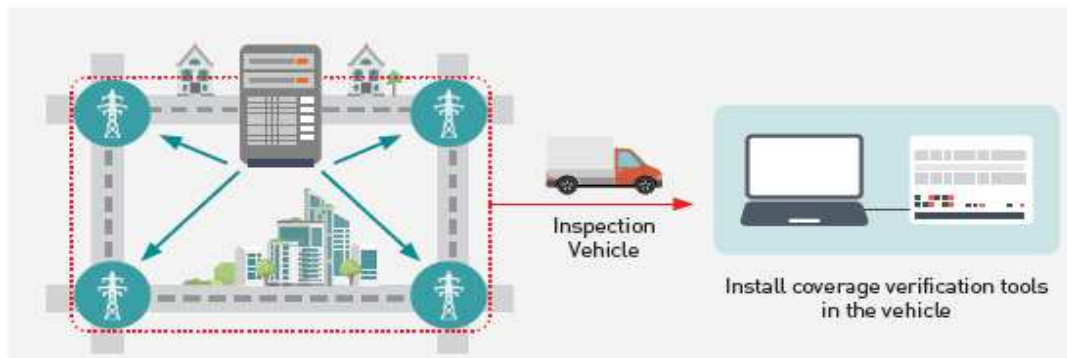 Inspection
Vehicle
Install coverage verification tools
in the vehicle